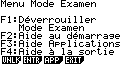 Menu Mode Examen
F1:Déverrouiller
Mode Examen
F2:Aide au démarrage
F3:Aide Applications
F4:Aide à la sortie
UNLK ENTR APP EXIT